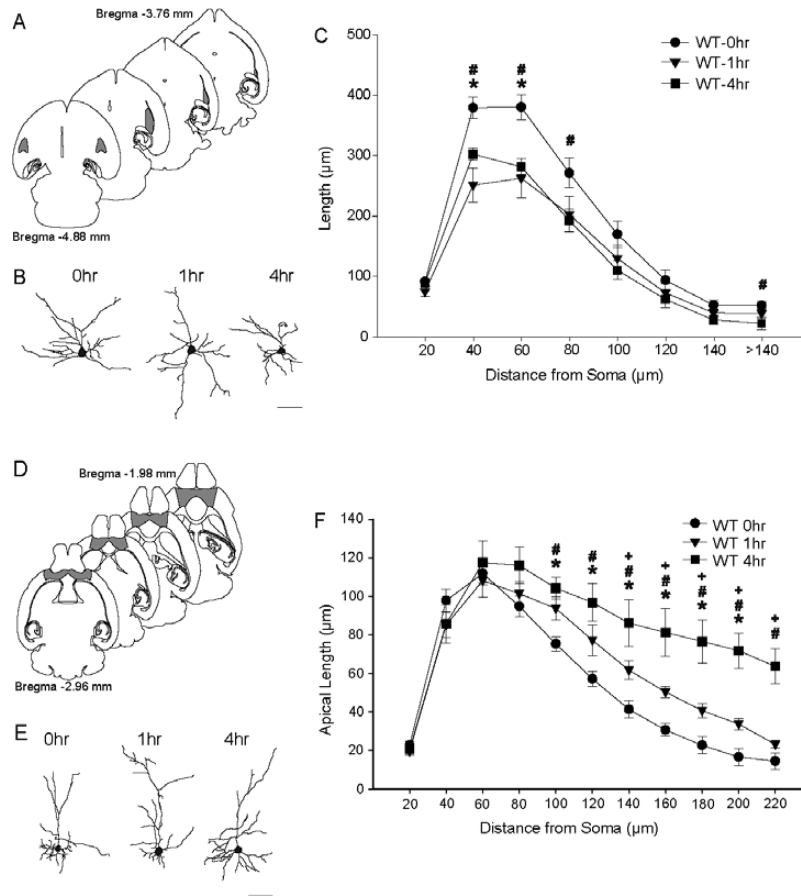 A
Bregma -3.76 mm
Bregma -4.88 mm
B
0hr 1hr 4hr
C
WT-0hr
WT-1hr
WT-4hr
# # # #
* *
Length (µm)
500
400
300
200
100
0
20 40 60 80 100 120 140 >140
Distance from Soma (µm)
D
Bregma -1.98 mm
Bregma -2.96 mm
E
0hr 1hr 4hr
F
WT 0hr
WT 1hr
WT 4hr
+ + + + +
# # # # # # #
* * * * * *
Apical Length (µm)
140
120
100
80
60
40
20
0
20 40 60 80 100 120 140 160 180 200 220
Distance from Soma (µm)